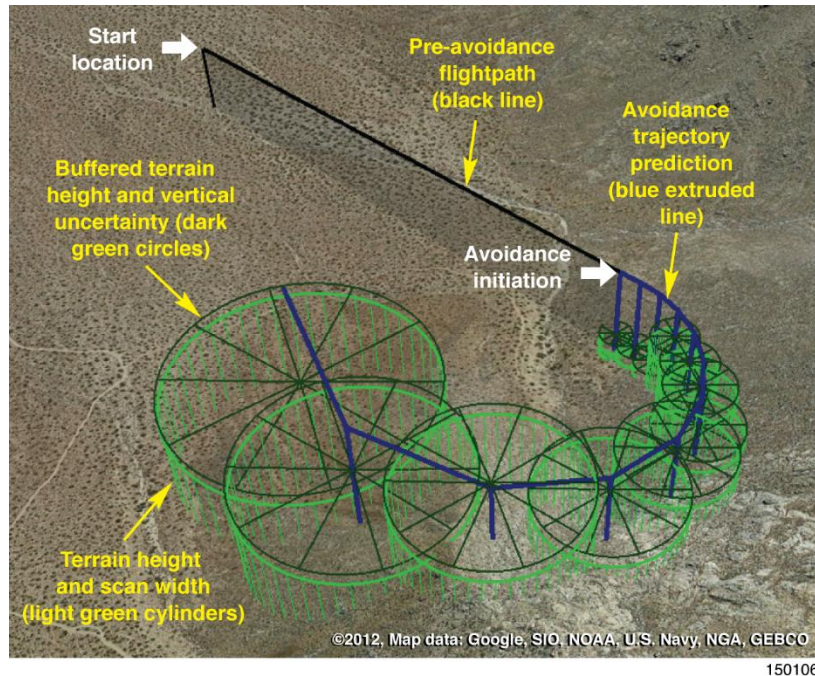 Start
location
Pre-avoidance
flightpath
(black line)
Avoidance
trajectory
prediction
(blue extruded
line)
Buffered terrain
height and vertical
uncertainty (dark
green circles)
Avoidance
initiation
Terrain height
and scan width
(light green cylinders)
©2012, Map data: Google, SIO, NOAA, U.S. Navy, NGA, GEBCO
150106